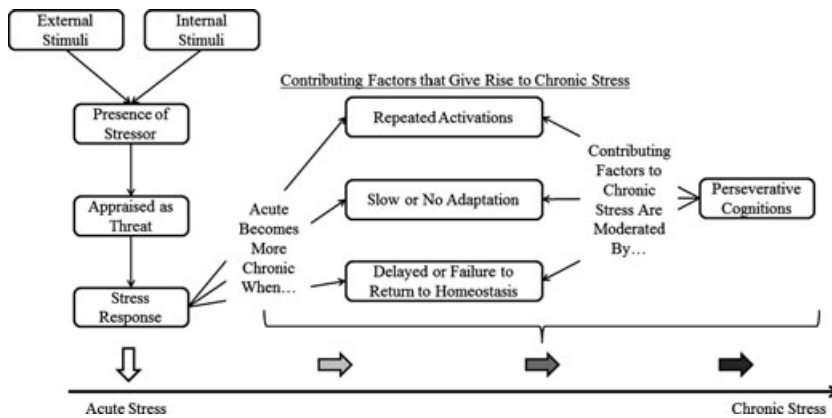 External
Stimuli
Internal
Stimuli
Contributing Factors that Give Rise to Chronic Stress
Presence of
Stressor
Repeated Activations
Appraised as
Threat
Acute
Becomes
More
Chronic
When...
Slow or No Adaptation
Contributing
Factors to
Chronic
Stress Are
Moderated
By...
Perseverative
Cognitions
Stress
Response
Delayed or Failure to
Return to Homeostasis
Acute Stress
Chronic Stress